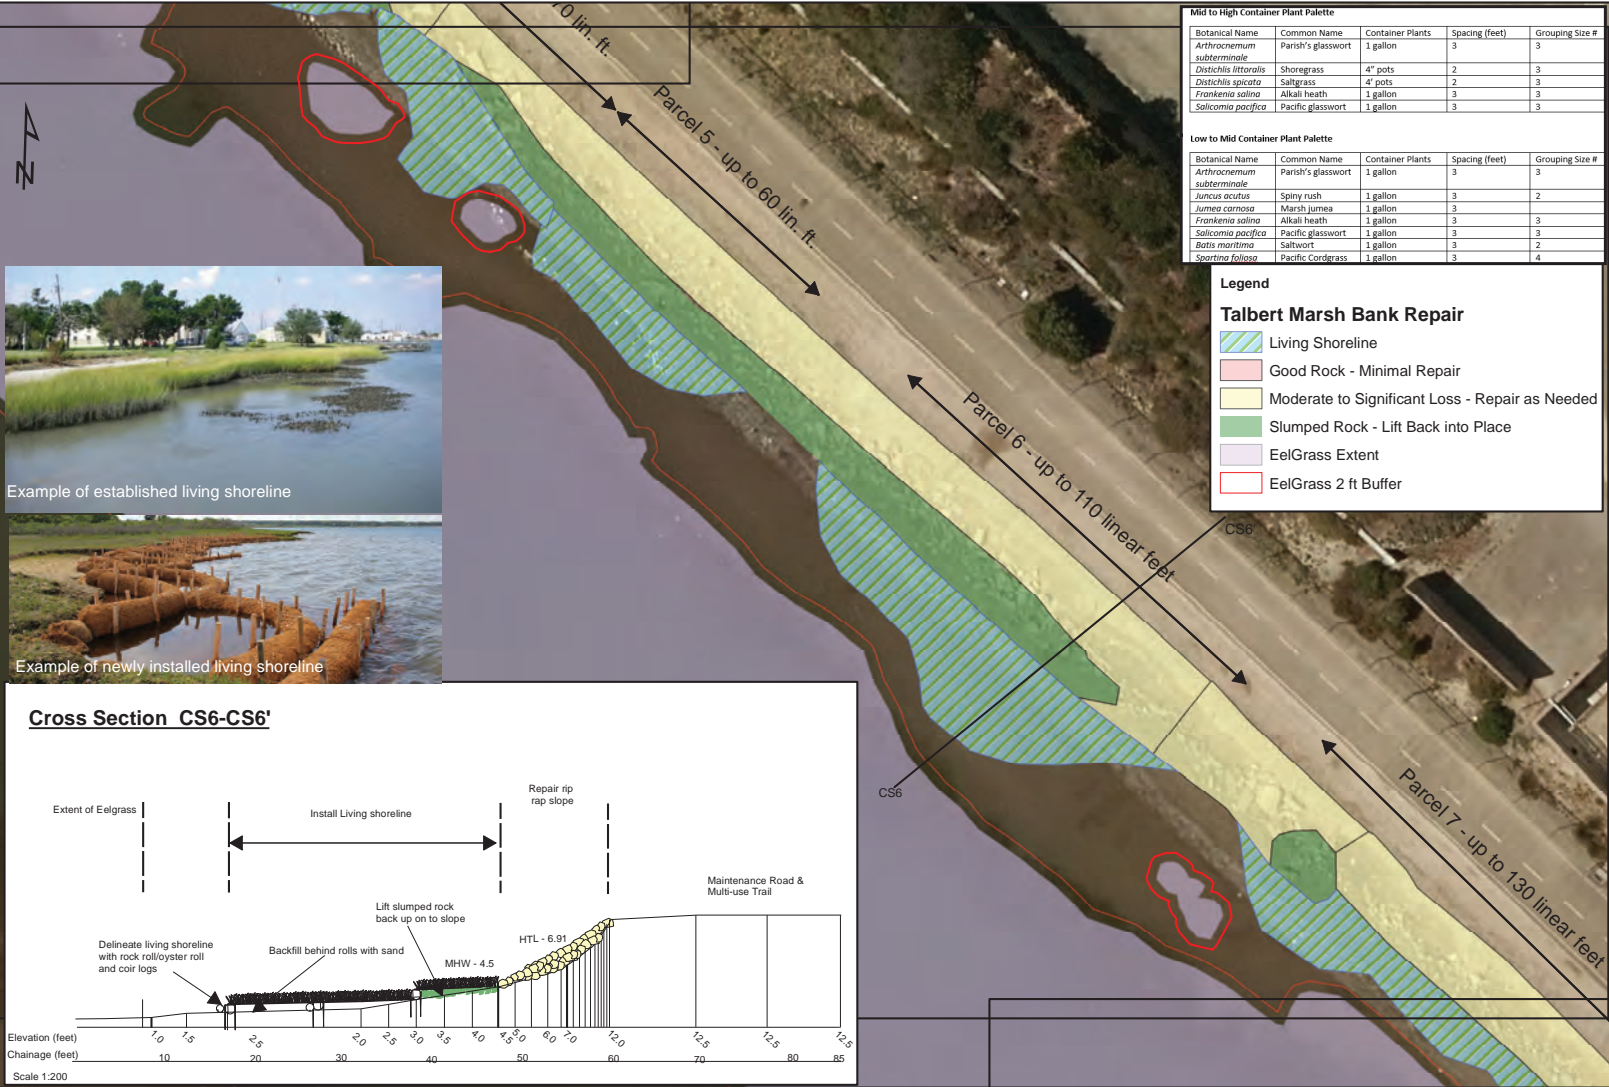 70 lin. ft.
Parcel 5 - up to 60 lin. ft.
Parcel 6 - up to 110 linear feet
Parcel 7 - up to 130 linear feet
N
CS6'
CS6
Mid to High Container Plant Palette
Botanical Name Common Name Container Plants Spacing (feet) Grouping Size #
Arthrocnemum Parish's glasswort 1 gallon 3 3
subterminale
Distichlis littoralis Shoregrass 4" pots 2 3
Distichlis spicata Saltgrass 4' pots 2 3
Frankenia salina Alkali heath 1 gallon 3 3
Salicornia pacifica Pacific glasswort 1 gallon 3 3
Low to Mid Container Plant Palette
Botanical Name Common Name Container Plants Spacing (feet) Grouping Size #
Arthrocnemum Parish's glasswort 1 gallon 3 3
subterminale
Juncus acutus Spiny rush 1 gallon 3 2
Jumea carnosa Marsh jumea 1 gallon 3
Frankenia salina Alkali heath 1 gallon 3 3
Salicornia pacifica Pacific glasswort 1 gallon 3 3
Batis maritima Saltwort 1 gallon 3 2
Spartina foliosa Pacific Cordgrass 1 gallon 3 4
Legend
Talbert Marsh Bank Repair
Living Shoreline
Good Rock - Minimal Repair
Moderate to Significant Loss - Repair as Needed
Slumped Rock - Lift Back into Place
EelGrass Extent
EelGrass 2 ft Buffer
Example of established living shoreline
Example of newly installed living shoreline
Cross Section CS6-CS6'
Extent of Eelgrass
Install Living shoreline
Repair rip
rap slope
Maintenance Road &
Multi-use Trail
Lift slumped rock
back up on to slope
Delineate living shoreline
with rock roll/oyster roll
and coir logs
Backfill behind rolls with sand
HTL - 6.91
MHW - 4.5
Elevation (feet) 1.0 1.5 2.5 2.0 2.5 3.0 3.5 4.0 4.5 5.0 6.0 7.0 12.0 12.5 12.5 12.5
Chainage (feet) 10 20 30 40 50 60 70 80 85
Scale 1:200